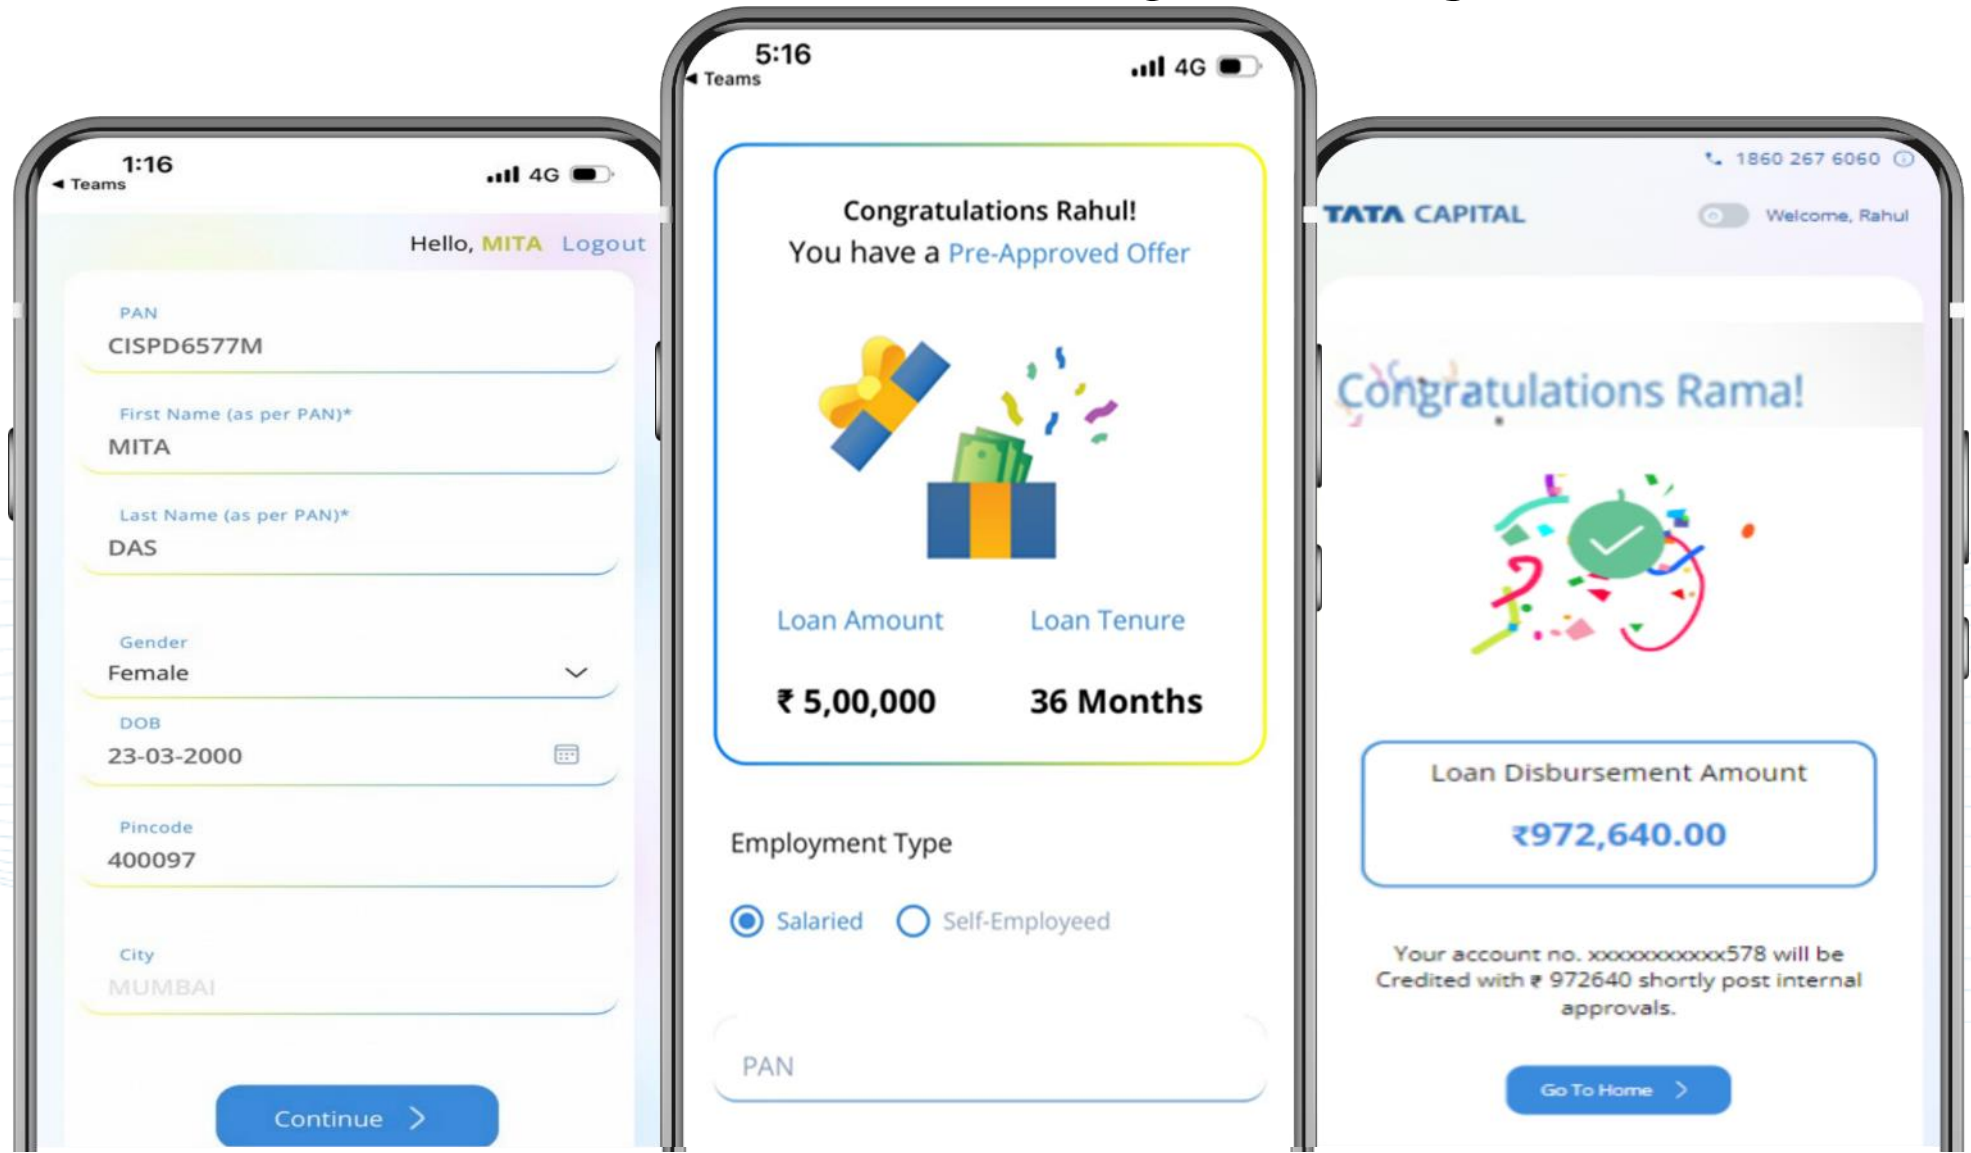 1:16
Teams
4G
Hello, MITA Logout
PAN
CISPD6577M
First Name (as per PAN)*
MITA
Last Name (as per PAN)*
DAS
Gender
Female
DOB
23-03-2000
Pincode
400097
City
MUMBAI
Continue
5:16
Teams
4G
Congratulations Rahul!
You have a Pre-Approved Offer
Loan Amount Loan Tenure
₹ 5,00,000 36 Months
Employment Type
Salaried Self-Employeed
PAN
1860 267 6060
TATA CAPITAL Welcome, Rahul
Congratulations Rama!
Loan Disbursement Amount
₹972,640.00
Your account no. xxxxxxxxxxx578 will be
Credited with ₹ 972640 shortly post internal
approvals.
Go To Home